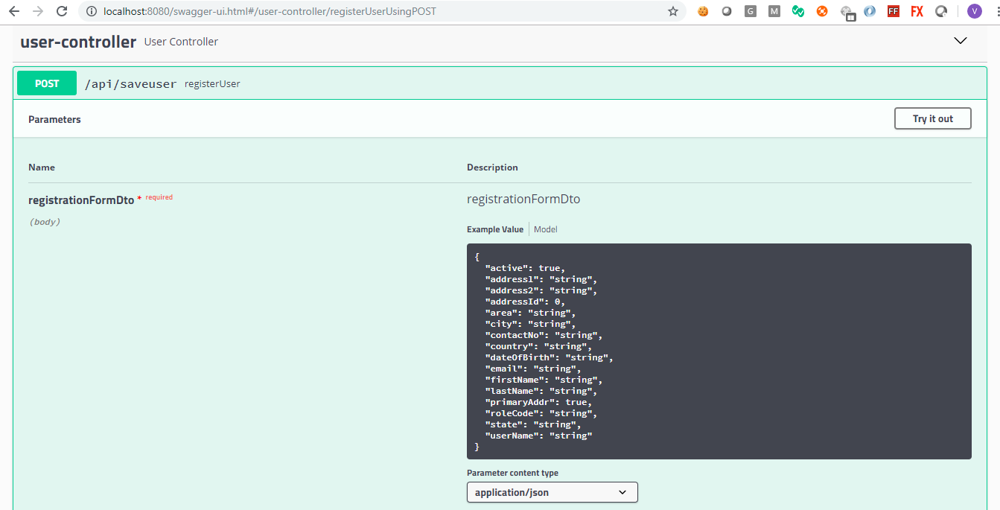 localhost:8080/swagger-ui.html#/user-controller/registerUserUsingPOST
G M FF FX V
user-controller User Controller
POST /api/saveuser registerUser
Parameters Try it out
Name Description
registrationFormDto * required registrationFormDto
(body)
Example Value Model
{
"active": true,
"address1": "string",
"address2": "string",
"addressId": 0,
"area": "string",
"city": "string",
"contactNo": "string",
"country": "string",
"dateOfBirth": "string",
"email": "string",
"firstName": "string",
"lastName": "string",
"primaryAddr": true,
"roleCode": "string",
"state": "string",
"userName": "string"
}
Parameter content type
application/json